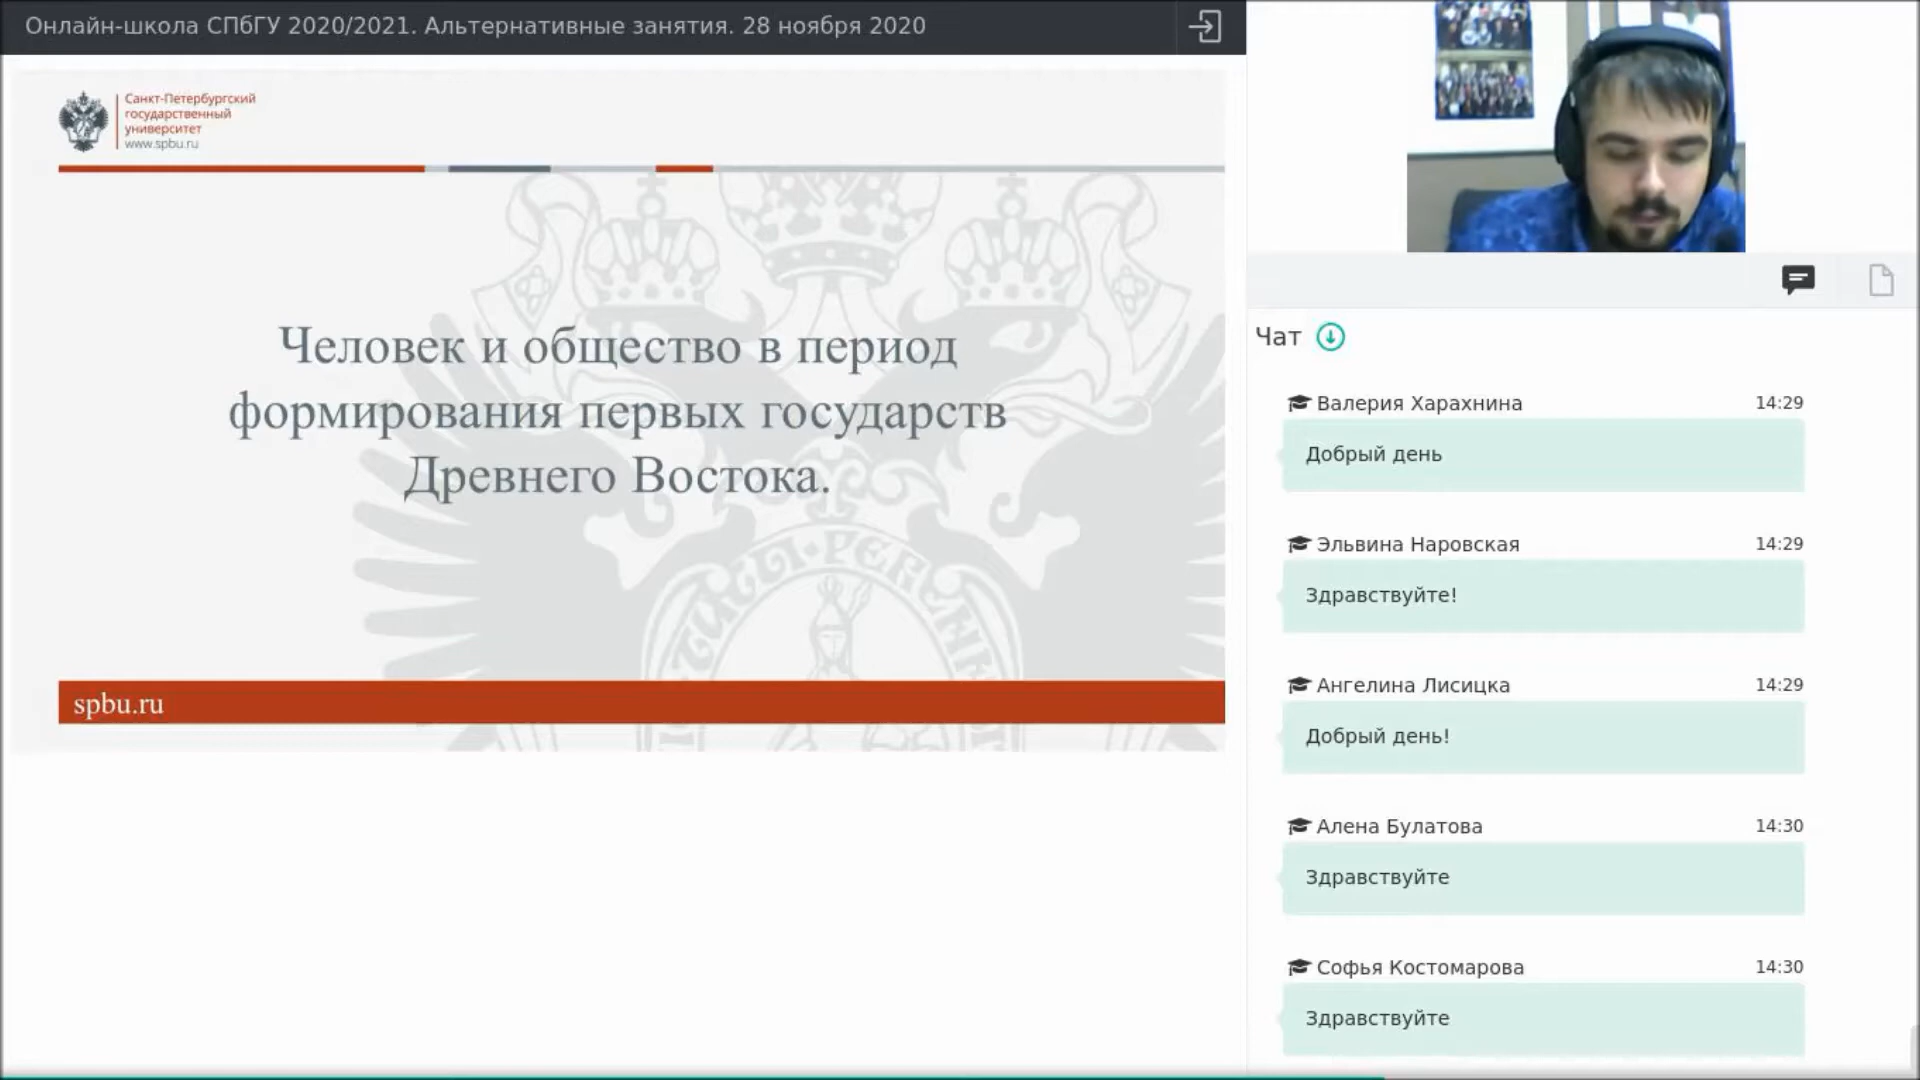 Онлайн-школа СПбГУ 2020/2021. Альтернативные занятия. 28 ноября 2020
Санкт-Петербургский
государственный
университет
www.spbu.ru
Человек и общество в период
формирования первых государств
Древнего Востока.
spbu.ru
Чат
Валерия Харахнина 14:29
Добрый день
Эльвина Наровская 14:29
Здравствуйте!
Ангелина Лисицка 14:29
Добрый день!
Алена Булатова 14:30
Здравствуйте
Софья Костомарова 14:30
Здравствуйте